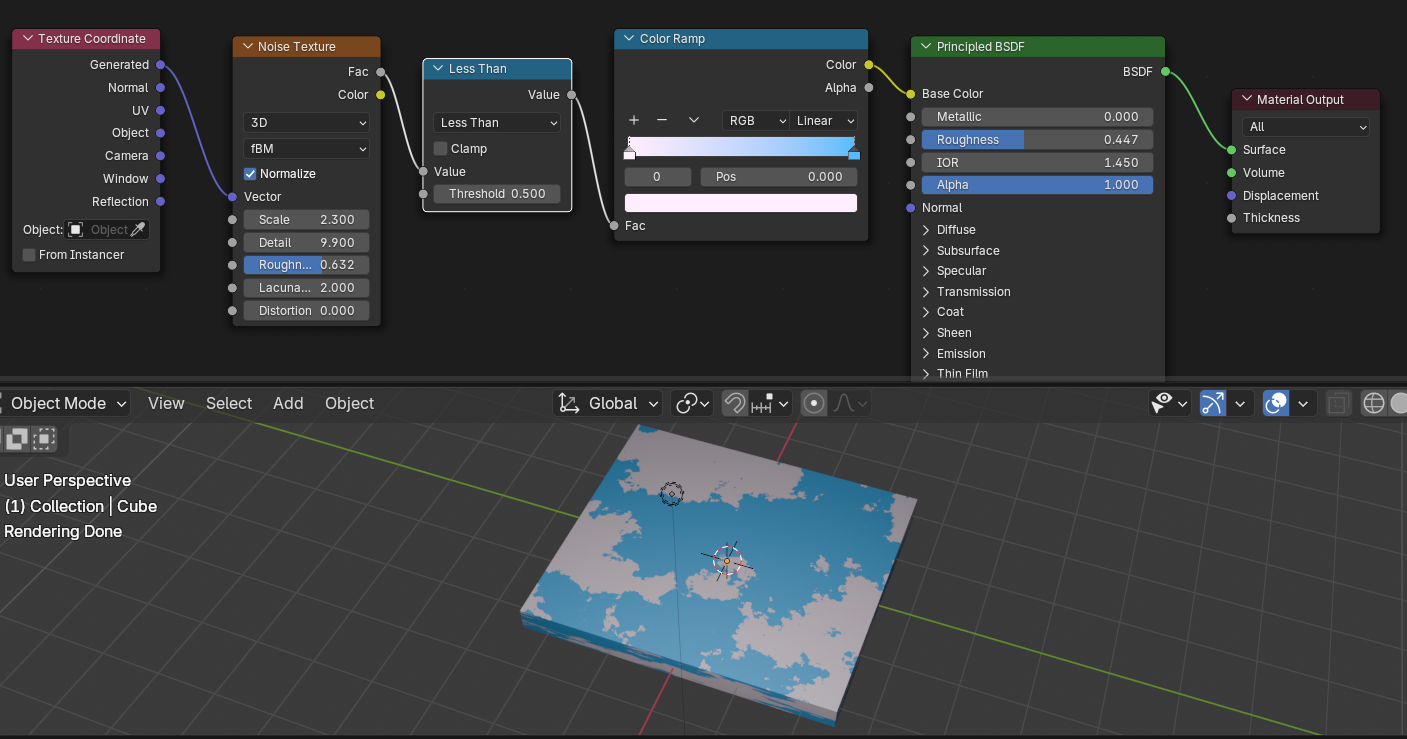 Texture Coordinate
Generated
Normal
UV
Object
Camera
Window
Reflection
Object: Object
From Instancer
Noise Texture
Fac
Color
3D
fBM
Normalize
Vector
Scale 2.300
Detail 9.900
Roughn... 0.632
Lacuna... 2.000
Distortion 0.000
Less Than
Value
Less Than
Clamp
Value
Threshold 0.500
Color Ramp
Color
Alpha
RGB Linear
0 Pos 0.000
Fac
Principled BSDF
BSDF
Base Color
Metallic 0.000
Roughness 0.447
IOR 1.450
Alpha 1.000
Normal
Diffuse
Subsurface
Specular
Transmission
Coat
Sheen
Emission
Thin Film
Material Output
All
Surface
Volume
Displacement
Thickness
Object Mode View Select Add Object Global
User Perspective
(1) Collection | Cube
Rendering Done